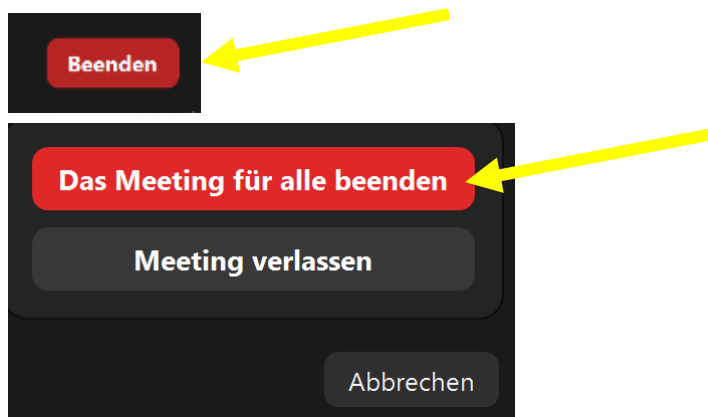 Beenden
Das Meeting für alle beenden
Meeting verlassen
Abbrechen